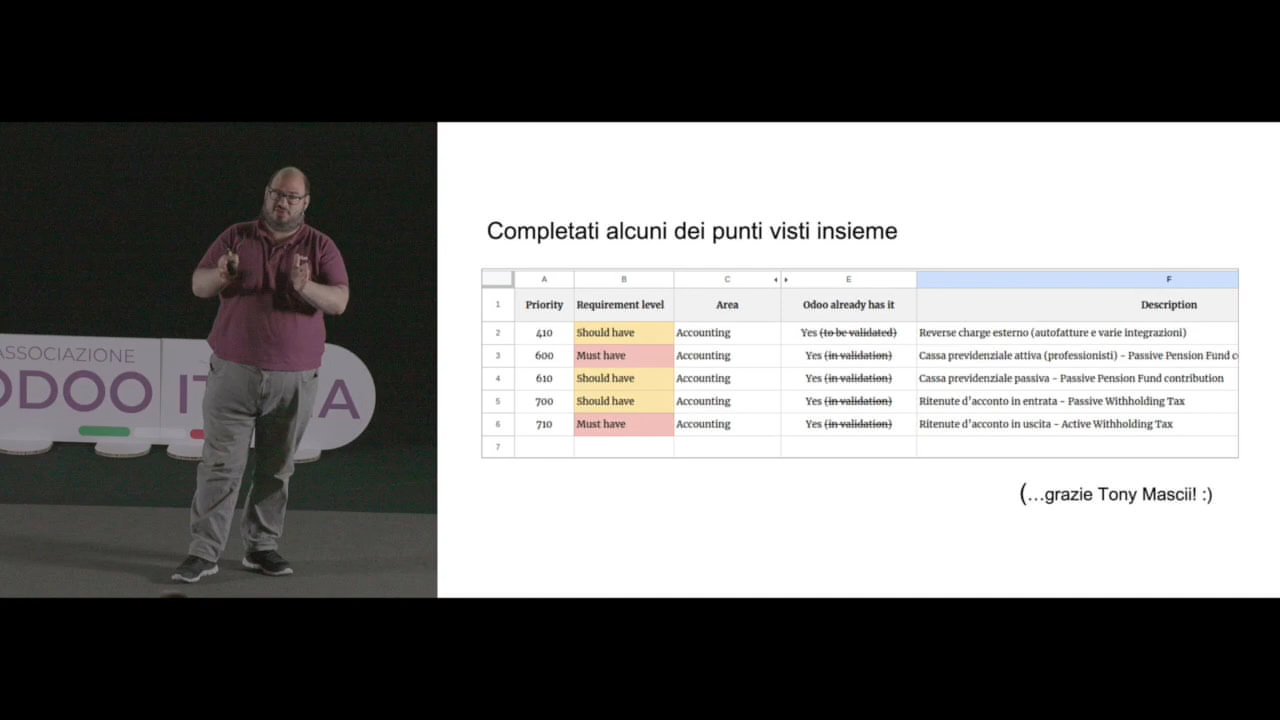 ASSOCIAZIONE
ODOO IT A
Completati alcuni dei punti visti insieme
A B C E F
1 Priority Requirement level Area Odoo already has it Description
2 410 Should have Accounting Yes (to be validated) Reverse charge esterno (autofatture e varie integrazioni)
3 600 Must have Accounting Yes (in validation) Cassa previdenziale attiva (professionisti) - Passive Pension Fund c
4 610 Should have Accounting Yes (in validation) Cassa previdenziale passiva - Passive Pension Fund contribution
5 700 Should have Accounting Yes (in validation) Ritenute d'acconto in entrata - Passive Withholding Tax
6 710 Must have Accounting Yes (in validation) Ritenute d'acconto in uscita - Active Withholding Tax
7
(...grazie Tony Mascii! :)